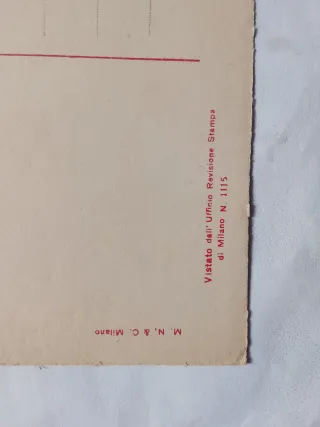 Vistato dall' Ufficio Revisione Stampa
di Milano N. 1115
M. N. & C. Milano